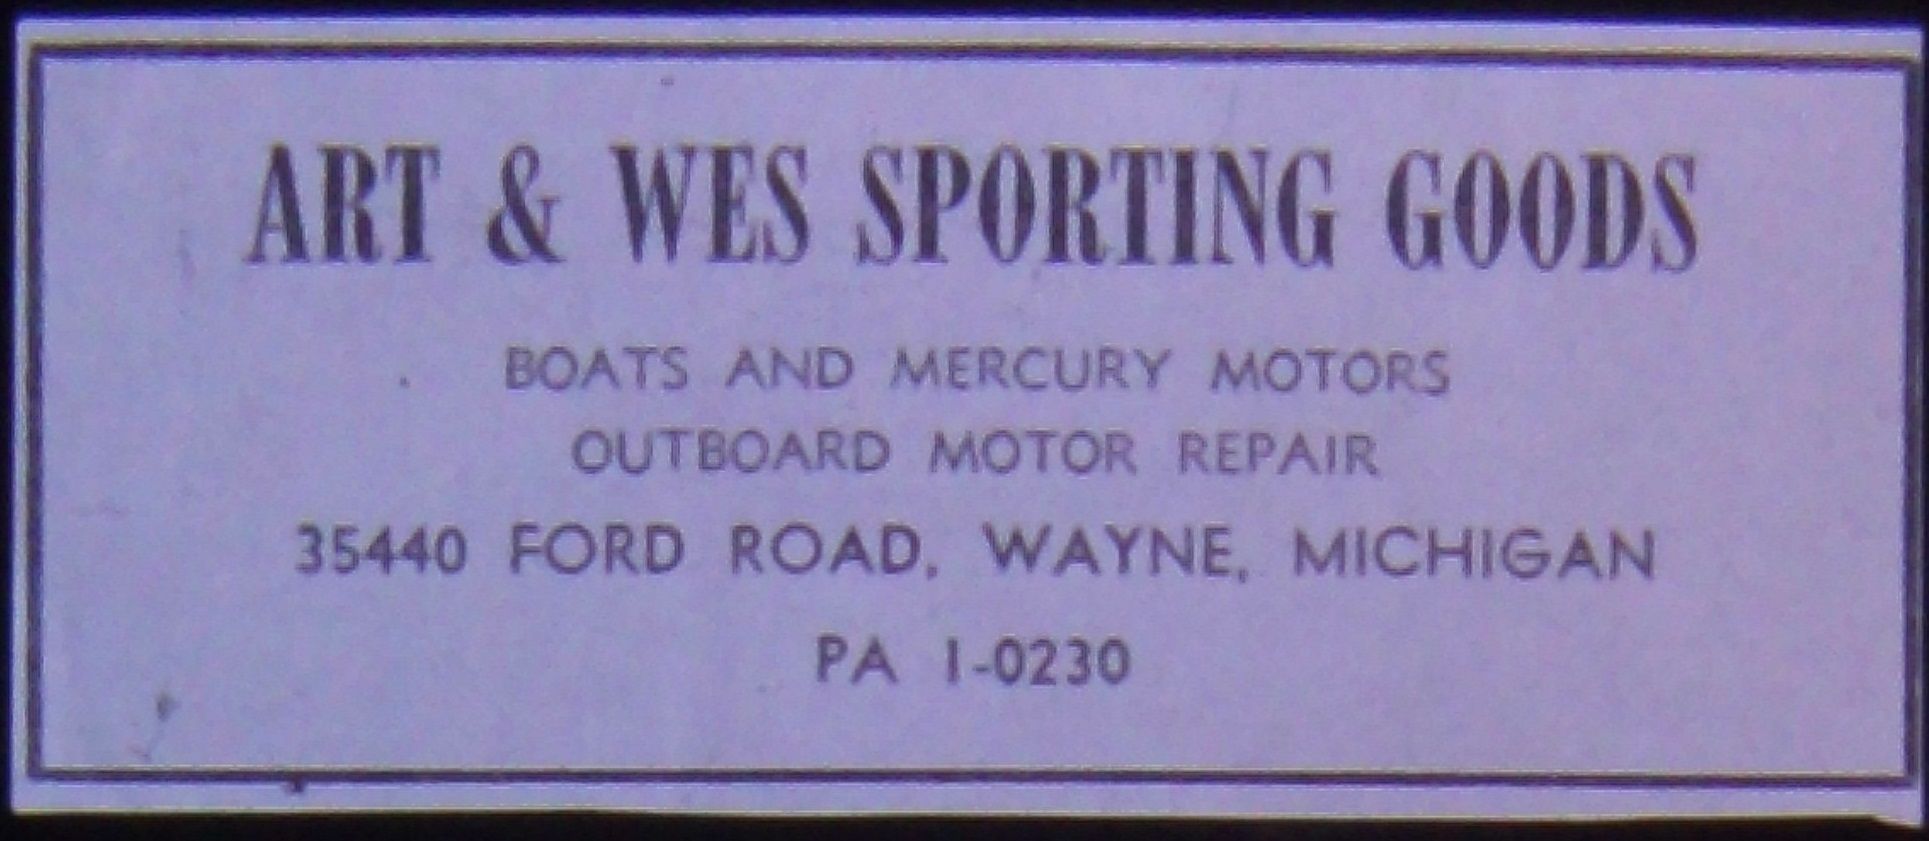 ART & WES SPORTING GOODS
BOATS AND MERCURY MOTORS
OUTBOARD MOTOR REPAIR
35440 FORD ROAD, WAYNE, MICHIGAN
PA 1-0230